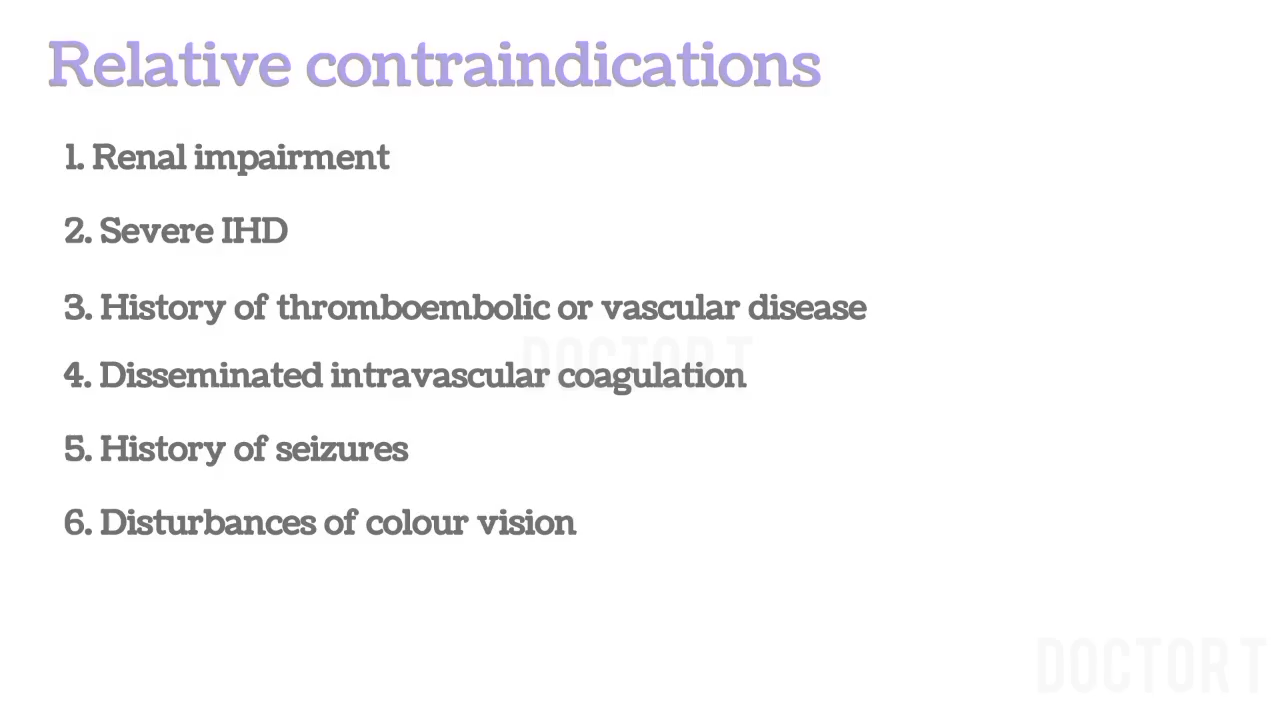 Relative contraindications
1. Renal impairment
2. Severe IHD
3. History of thromboembolic or vascular disease
DOCTOR T
4. Disseminated intravascular coagulation
5. History of seizures
6. Disturbances of colour vision
DOCTOR T